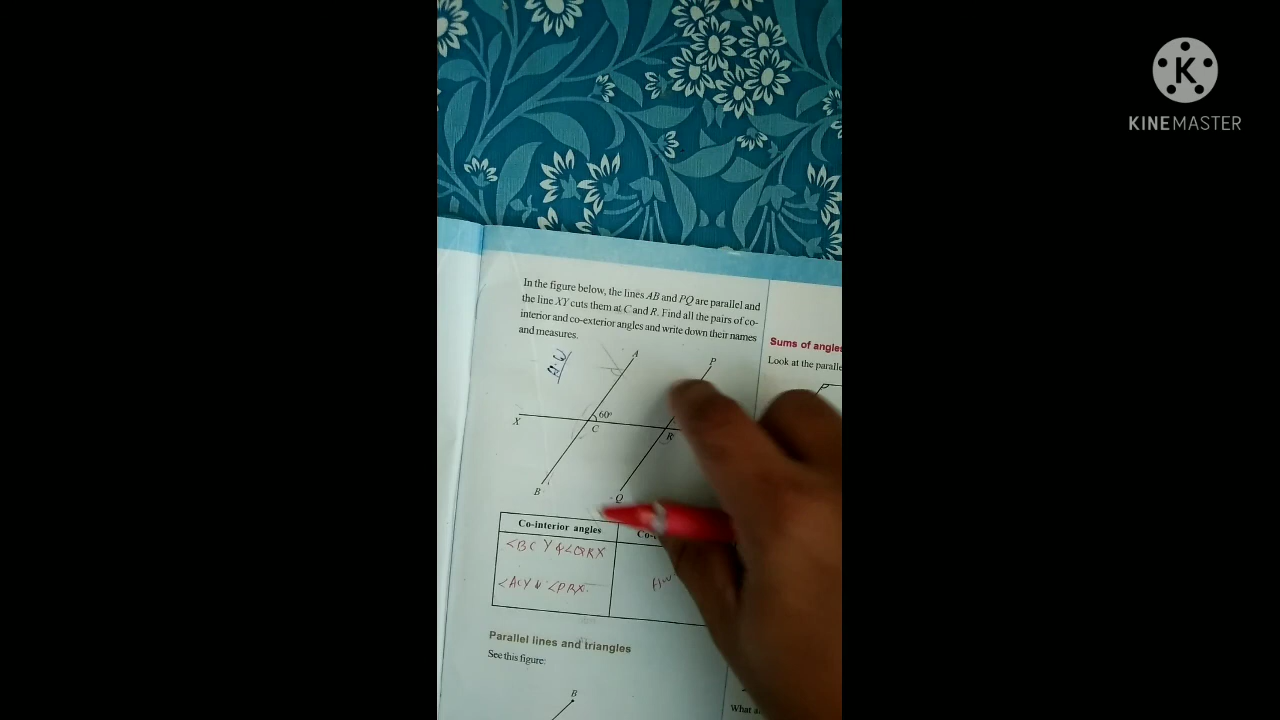 KINEMASTER
In the figure below, the lines AB and PQ are parallel and
the line XY cuts them at C and R. Find all the pairs of co-
interior and co-exterior angles and write down their names
and measures.
Sums of angles
Look at the paralle
H.W
A
P
60°
X
C
R
B
Q
Co-interior angles
Co-
<BCY & <QRX
<ACY & <PRX
HW
Parallel lines and triangles
See this figure:
B
What a